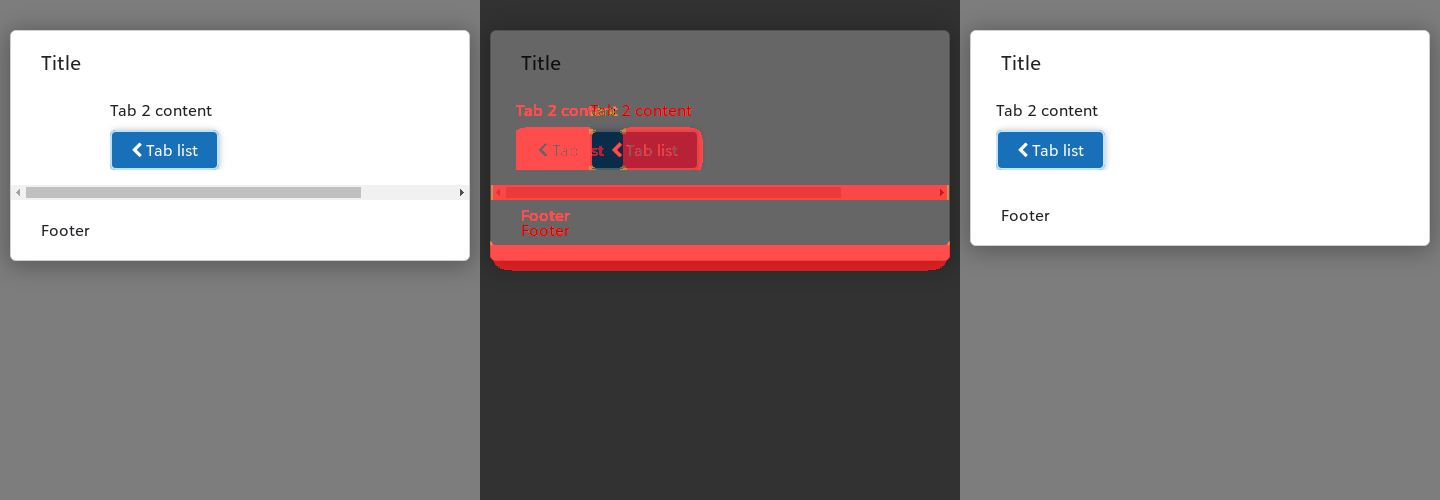 Title
Tab 2 content
Tab list
Footer
Title
Tab 2 content Tab 2 content
Tab list Tab list
Footer
Footer
Title
Tab 2 content
Tab list
Footer